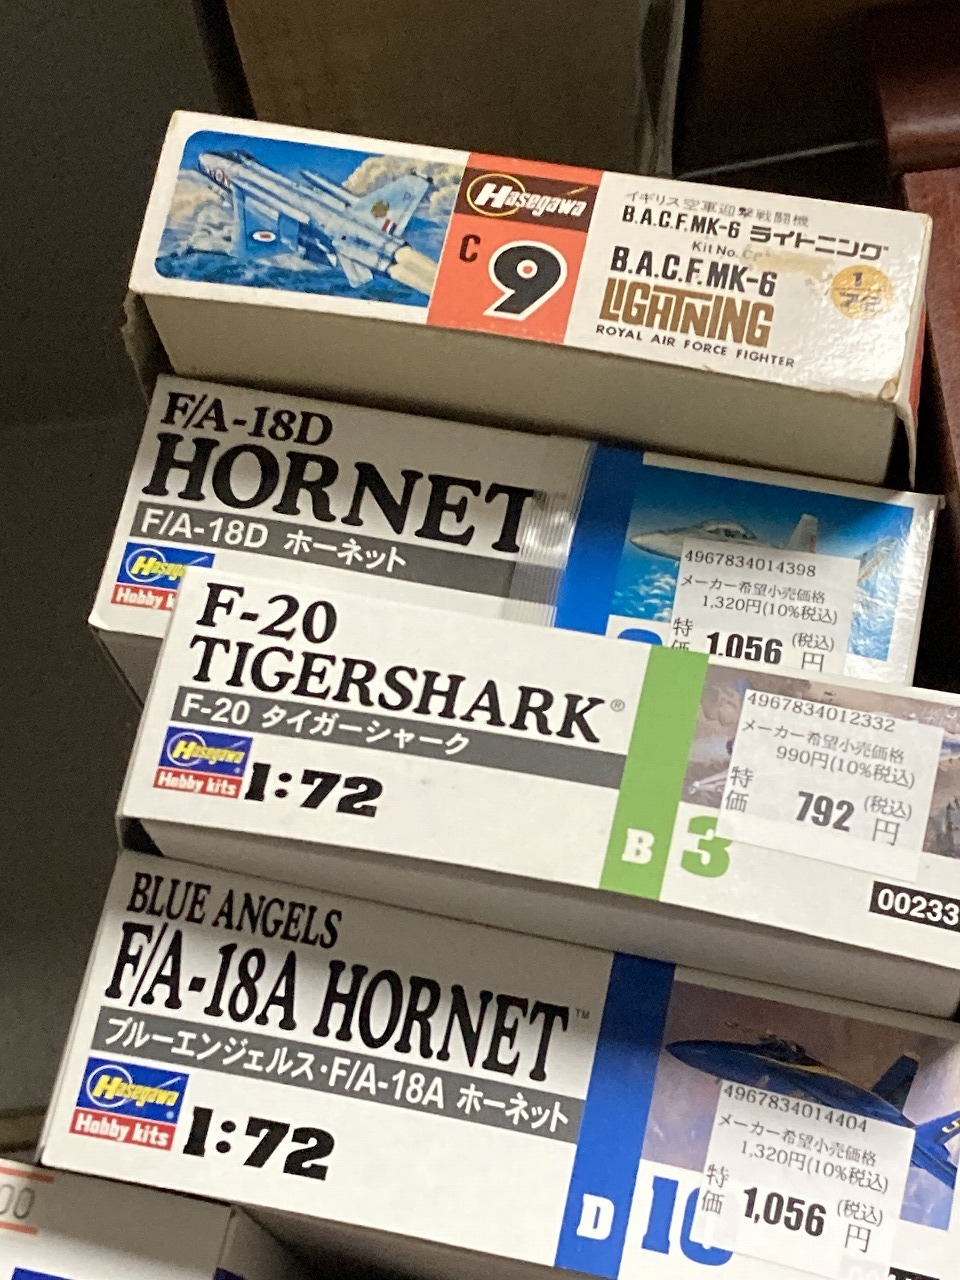 Hasegawa
C
9
イギリス空軍迎撃戦闘機
B.A.C.F.MK-6 ライトニング
Kit No.
B.A.C.F.MK-6
LIGHTNING
ROYAL AIR FORCE FIGHTER
1/72
F/A-18D
HORNET
F/A-18D ホーネット
Hasegawa
Hobby
4967834014398
メーカー希望小売価格
1,320円(10%税込)
特価 1,056 (税込)円
F-20
TIGERSHARK®
F-20 タイガーシャーク
Hasegawa
Hobby kits
1:72
B 3
4967834012332
メーカー希望小売価格
990円(10%税込)
特価 792 (税込)円
00233
BLUE ANGELS
F/A-18A HORNET™
ブルーエンジェルス・F/A-18A ホーネット
Hasegawa
Hobby kits
1:72
D
4967834014404
メーカー希望小売価格
1,320円(10%税込)
特価 1,056 (税込)円
00